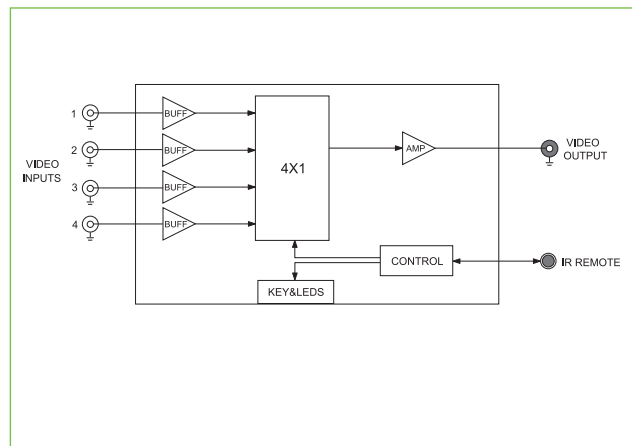 1
BUFF
2
BUFF
VIDEO
INPUTS
3
BUFF
4
BUFF
4X1
AMP
VIDEO
OUTPUT
CONTROL
IR REMOTE
KEY&LEDS